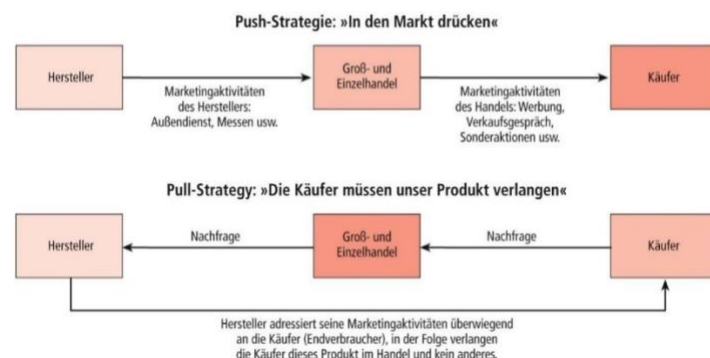 Push-Strategie: »In den Markt drücken«
Hersteller
Marketingaktivitäten
des Herstellers:
Außendienst, Messen usw.
Groß- und
Einzelhandel
Marketingaktivitäten
des Handels: Werbung,
Verkaufsgespräch,
Sonderaktionen usw.
Käufer
Pull-Strategy: »Die Käufer müssen unser Produkt verlangen«
Hersteller
Nachfrage
Groß- und
Einzelhandel
Nachfrage
Käufer
Hersteller adressiert seine Marketingaktivitäten überwiegend
an die Käufer (Endverbraucher), in der Folge verlangen
die Käufer dieses Produkt im Handel und kein anderes.